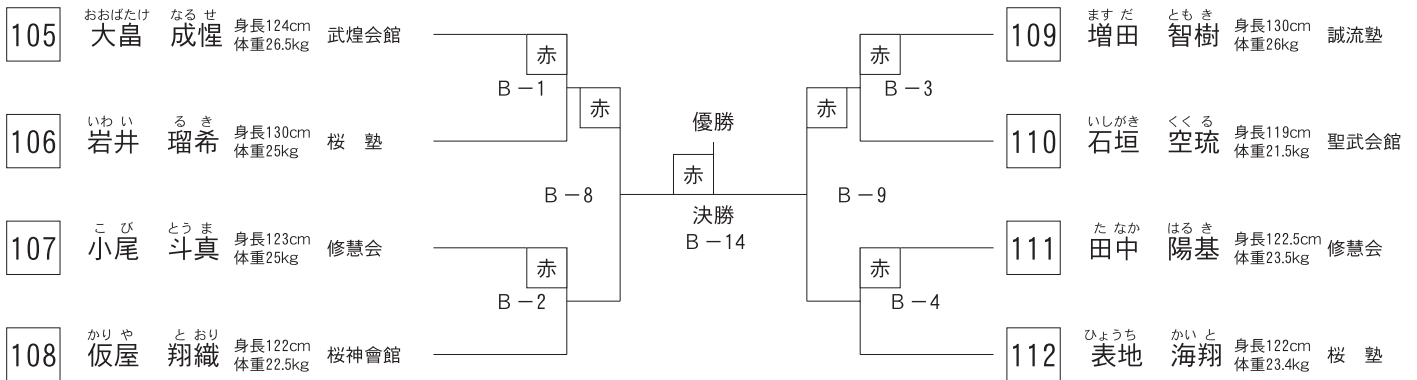 105 大畠 成惺 身長124cm 体重26.5kg 武煌会館
おおばたけ なるせ
106 岩井 瑠希 身長130cm 体重25kg 桜 塾
いわい るき
107 小尾 斗真 身長123cm 体重25kg 修慧会
こび とうま
108 仮屋 翔織 身長122cm 体重22.5kg 桜神會館
かりや とおり
赤
B－1
赤
B－8
赤
B－2
優勝
赤
決勝
B－14
赤
B－3
赤
B－9
赤
B－4
109 増田 智樹 身長130cm 体重26kg 誠流塾
ますだ ともき
110 石垣 空琉 身長119cm 体重21.5kg 聖武会館
いしがき くくる
111 田中 陽基 身長122.5cm 体重23.5kg 修慧会
たなか はるき
112 表地 海翔 身長122cm 体重23.4kg 桜 塾
ひょうち かいと